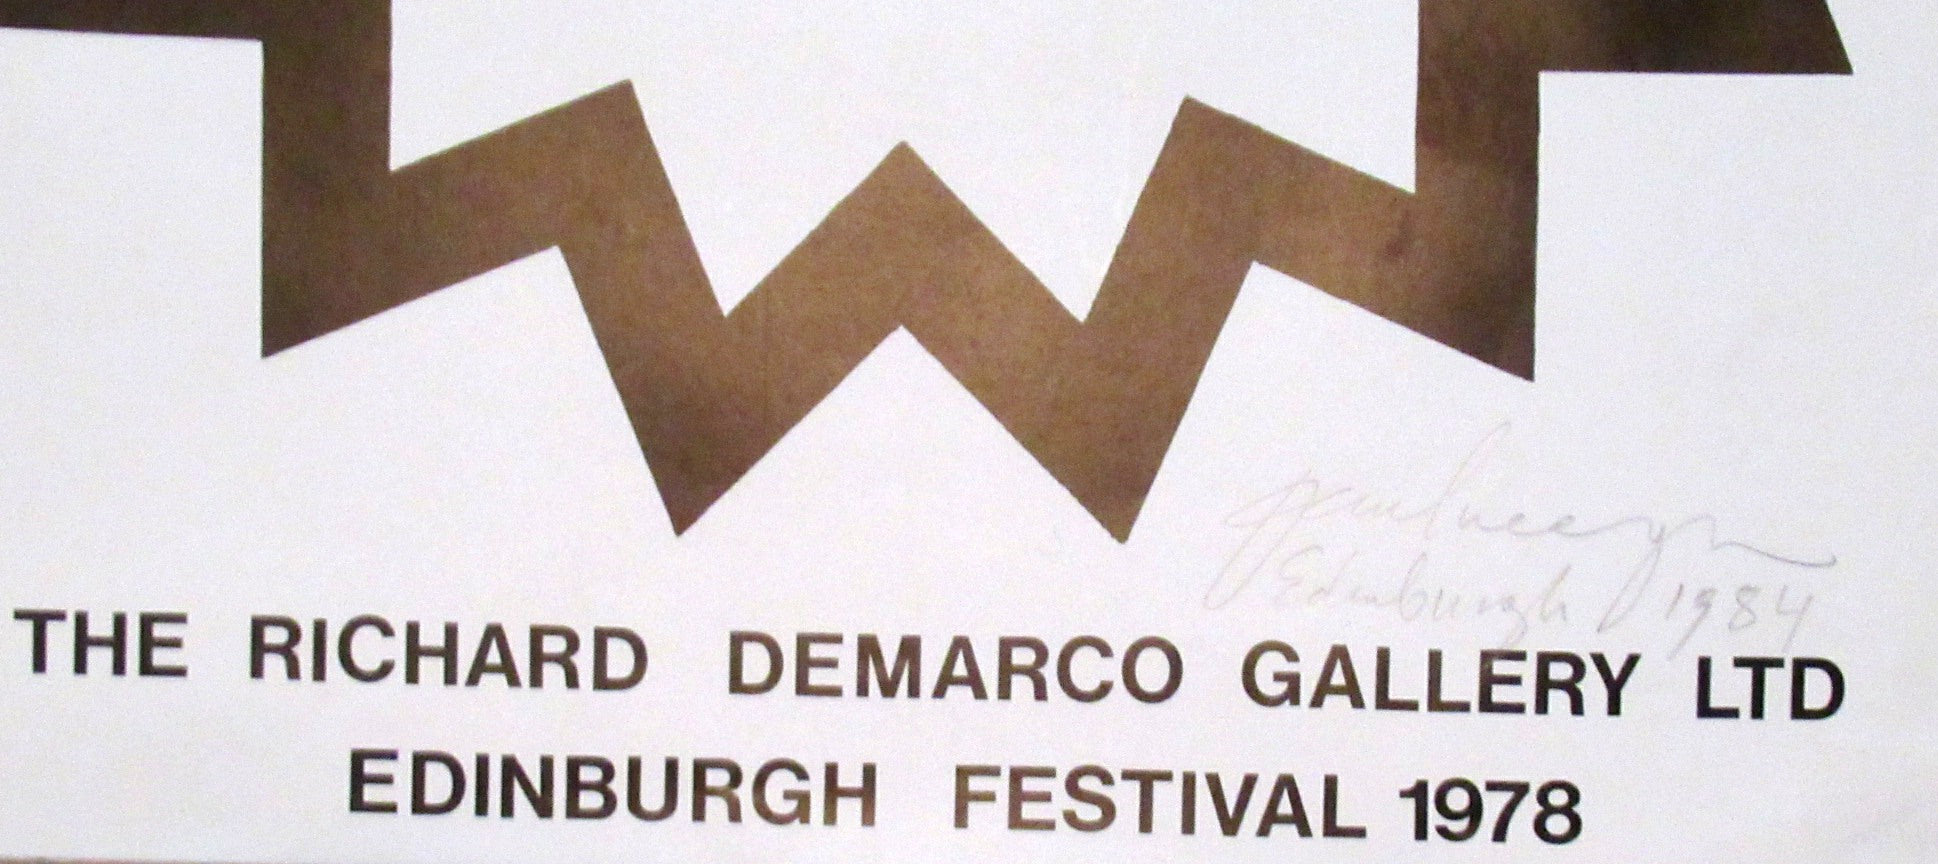 Edinburgh 1984
THE RICHARD DEMARCO GALLERY LTD
EDINBURGH FESTIVAL 1978